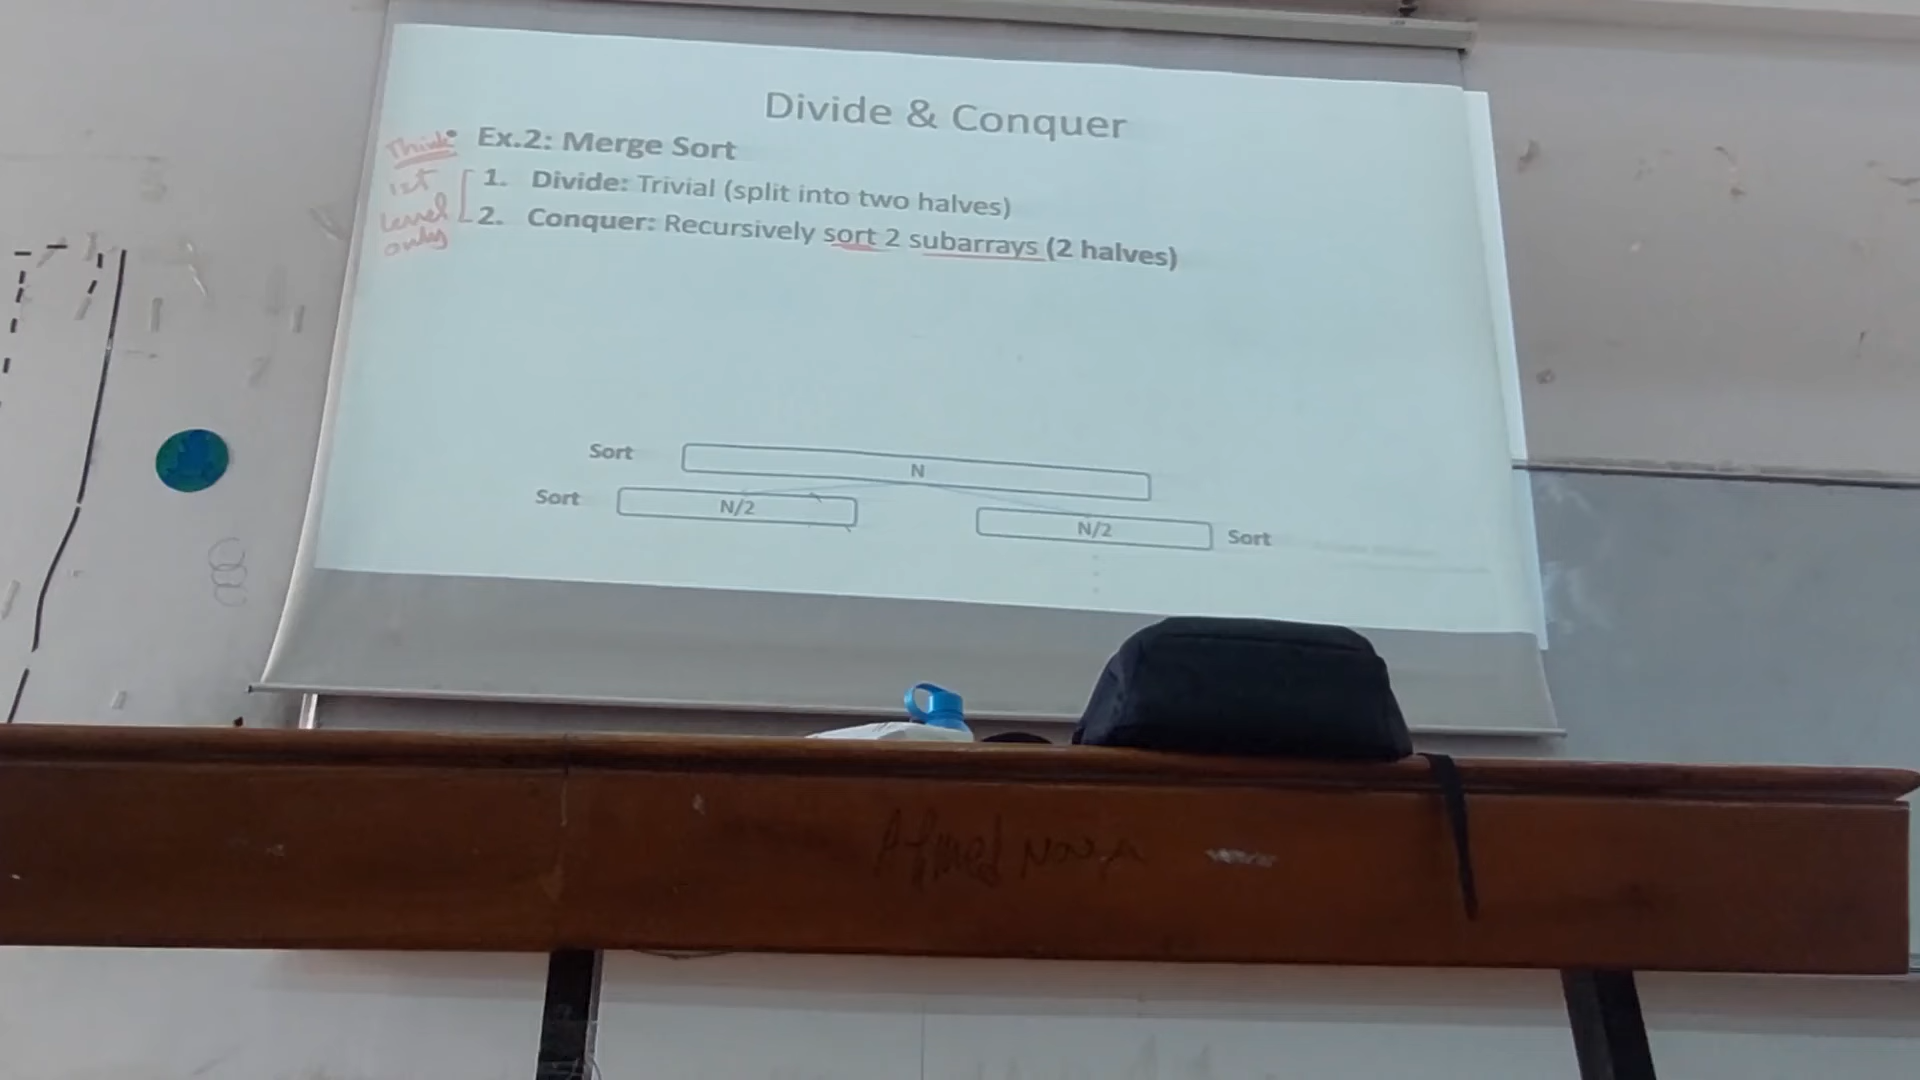 Divide & Conquer
Think
1st
level
only
• Ex.2: Merge Sort
1. Divide: Trivial (split into two halves)
2. Conquer: Recursively sort 2 subarrays (2 halves)
Sort
N
Sort
N/2
N/2
Sort